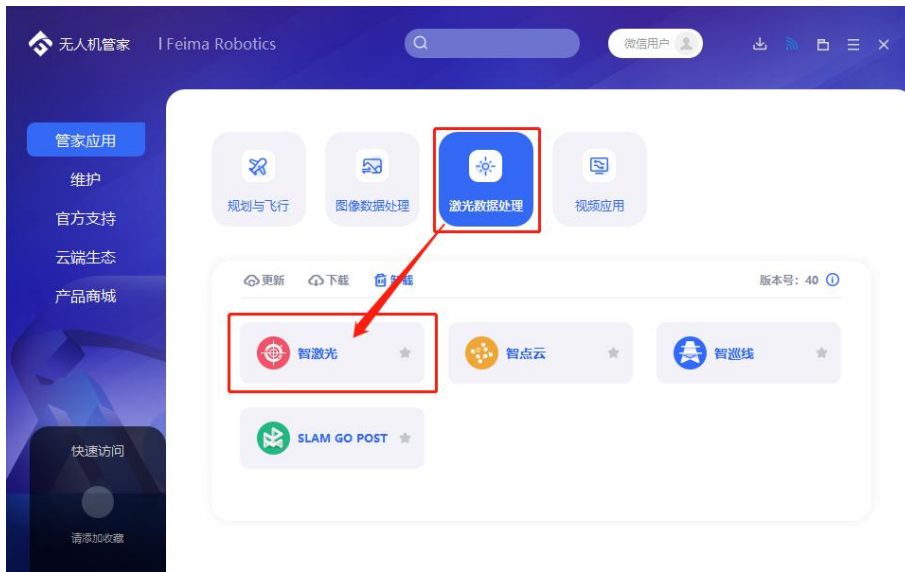 无人机管家 | Feima Robotics
微信用户
管家应用
维护
官方支持
云端生态
产品商城
快速访问
请添加收藏
规划与飞行
图像数据处理
激光数据处理
视频应用
更新
下载
卸载
版本号: 40
智激光
智点云
智巡线
SLAM GO POST